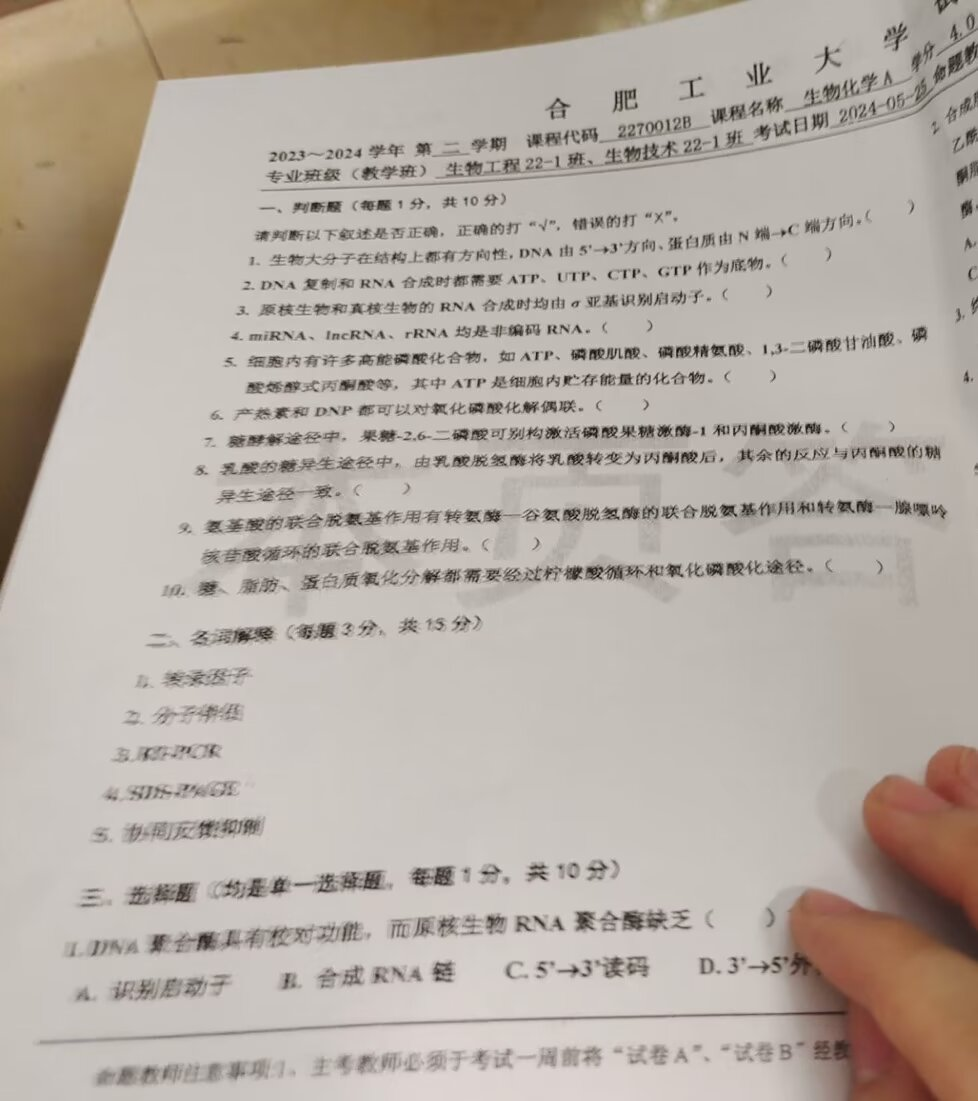 合 肥 工 业 大 学 试
2023～2024 学年 第 二 学期 课程代码 2270012B 课程名称 生物化学 A 学分 4.0
专业班级（教学班） 生物工程 22-1 班、生物技术 22-1 班 考试日期 2024-05-25 命题教
一、判断题（每题 1 分，共 10 分）
请判断以下叙述是否正确，正确的打“√”，错误的打“X”。
1. 生物大分子在结构上都有方向性，DNA 由 5’→3’方向、蛋白质由 N 端→C 端方向。（ ）
2. DNA 复制和 RNA 合成时都需要 ATP、UTP、CTP、GTP 作为底物。（ ）
3. 原核生物和真核生物的 RNA 合成时均由 σ 亚基识别启动子。（ ）
4. miRNA、lncRNA、rRNA 均是非编码 RNA。（ ）
5. 细胞内有许多高能磷酸化合物，如 ATP、磷酸肌酸、磷酸精氨酸、1,3-二磷酸甘油酸、磷
酸烯醇式丙酮酸等，其中 ATP 是细胞内贮存能量的化合物。（ ）
6. 产热素和 DNP 都可以对氧化磷酸化解偶联。（ ）
7. 糖酵解途径中，果糖-2,6-二磷酸可别构激活磷酸果糖激酶-1 和丙酮酸激酶。（ ）
8. 乳酸的糖异生途径中，由乳酸脱氢酶将乳酸转变为丙酮酸后，其余的反应与丙酮酸的糖
异生途径一致。（ ）
9. 氨基酸的联合脱氨基作用有转氨酶—谷氨酸脱氢酶的联合脱氨基作用和转氨酶—腺嘌呤
核苷酸循环的联合脱氨基作用。（ ）
10. 糖、脂肪、蛋白质氧化分解都需要经过柠檬酸循环和氧化磷酸化途径。（ ）
二、名词解释（每题 3 分，共 15 分）
1. 转录因子
2. 分子伴侣
3. RT-PCR
4. SDS-PAGE
5. 协同反馈抑制
三、选择题（均是单一选择题，每题 1 分，共 10 分）
1. DNA 聚合酶具有校对功能，而原核生物 RNA 聚合酶缺乏（ ）
A. 识别启动子 B. 合成 RNA 链 C. 5’→3’读码 D. 3’→5’外
命题教师注意事项：1、主考教师必须于考试一周前将“试卷 A”、“试卷 B”经教
2. 合成
乙酰
A.
C
3.
4.